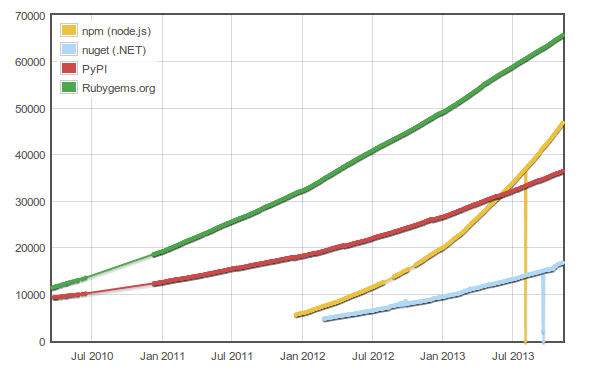 70000
60000
50000
40000
30000
20000
10000
0
npm (node.js)
nuget (.NET)
PyPI
Rubygems.org
Jul 2010 Jan 2011 Jul 2011 Jan 2012 Jul 2012 Jan 2013 Jul 2013